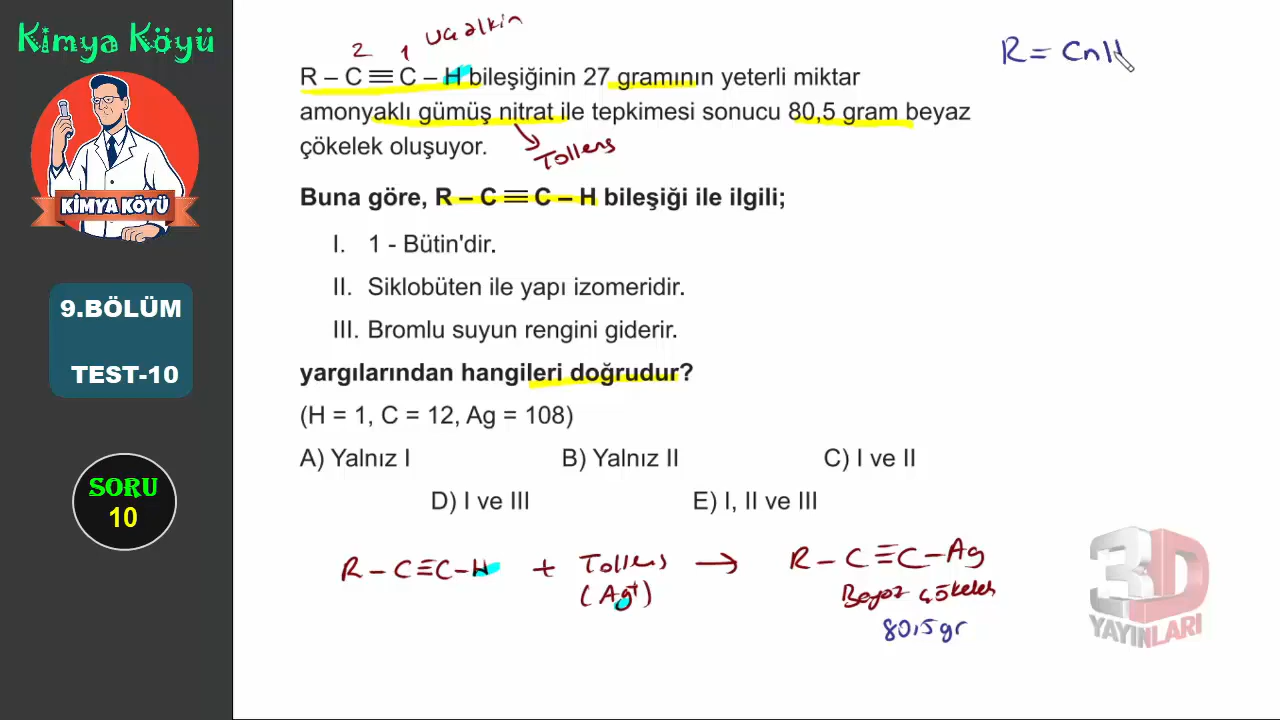 Kimya Köyü
KİMYA KÖYÜ
9.BÖLÜM
TEST-10
SORU
10
2 1 uç alkin
R = CnH
R – C ≡ C – H bileşiğinin 27 gramının yeterli miktar
amonyaklı gümüş nitrat ile tepkimesi sonucu 80,5 gram beyaz
çökelek oluşuyor.
Tollens
Buna göre, R – C ≡ C – H bileşiği ile ilgili;
I. 1 - Bütin'dir.
II. Siklobüten ile yapı izomeridir.
III. Bromlu suyun rengini giderir.
yargılarından hangileri doğrudur?
(H = 1, C = 12, Ag = 108)
A) Yalnız I B) Yalnız II C) I ve II
D) I ve III E) I, II ve III
R – C≡C–H + Tollens → R – C≡C–Ag
(Ag+) Beyaz çökelek
80,5 gr
3D
YAYINLARI